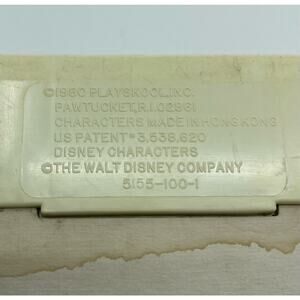 ©1980 PLAYSKOOL, INC.
PAWTUCKET, R.I. 02861
CHARACTERS MADE IN HONG KONG
US PATENT #3,538,620
DISNEY CHARACTERS
©THE WALT DISNEY COMPANY
5155-100-1